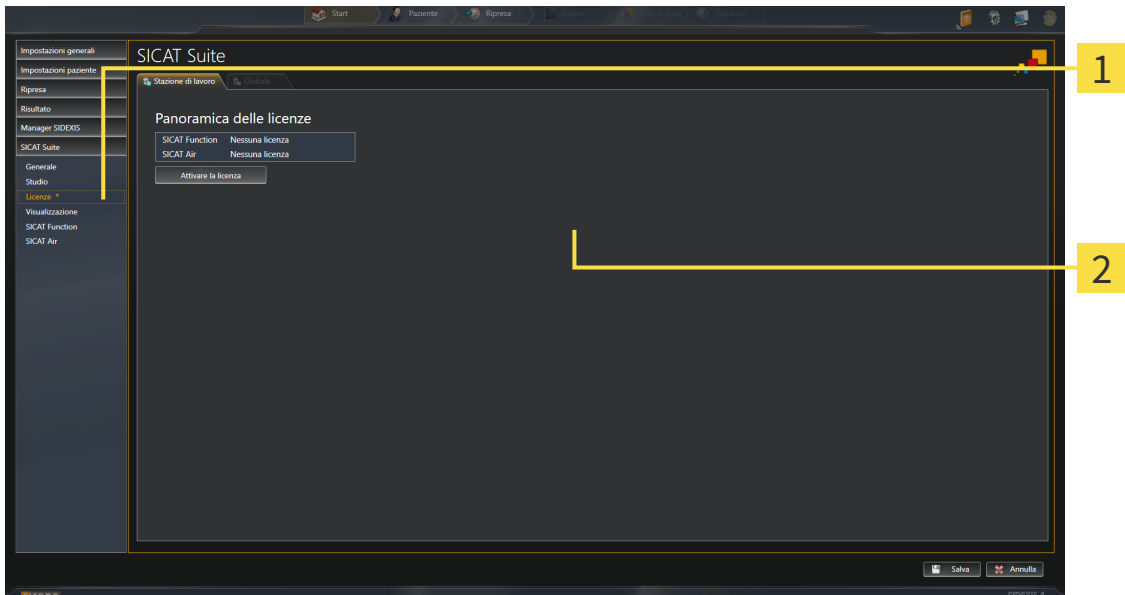 Start
Paziente
Ripresa
Impostazioni generali
Impostazioni paziente
Ripresa
Risultato
Manager SIDEXIS
SICAT Suite
Generale
Studio
Licenze *
Visualizzazione
SICAT Function
SICAT Air
SICAT Suite
Stazione di lavoro
Globale
Panoramica delle licenze
SICAT Function Nessuna licenza
SICAT Air Nessuna licenza
Attivare la licenza
1
2
Salva
Annulla
SIDEXIS 4